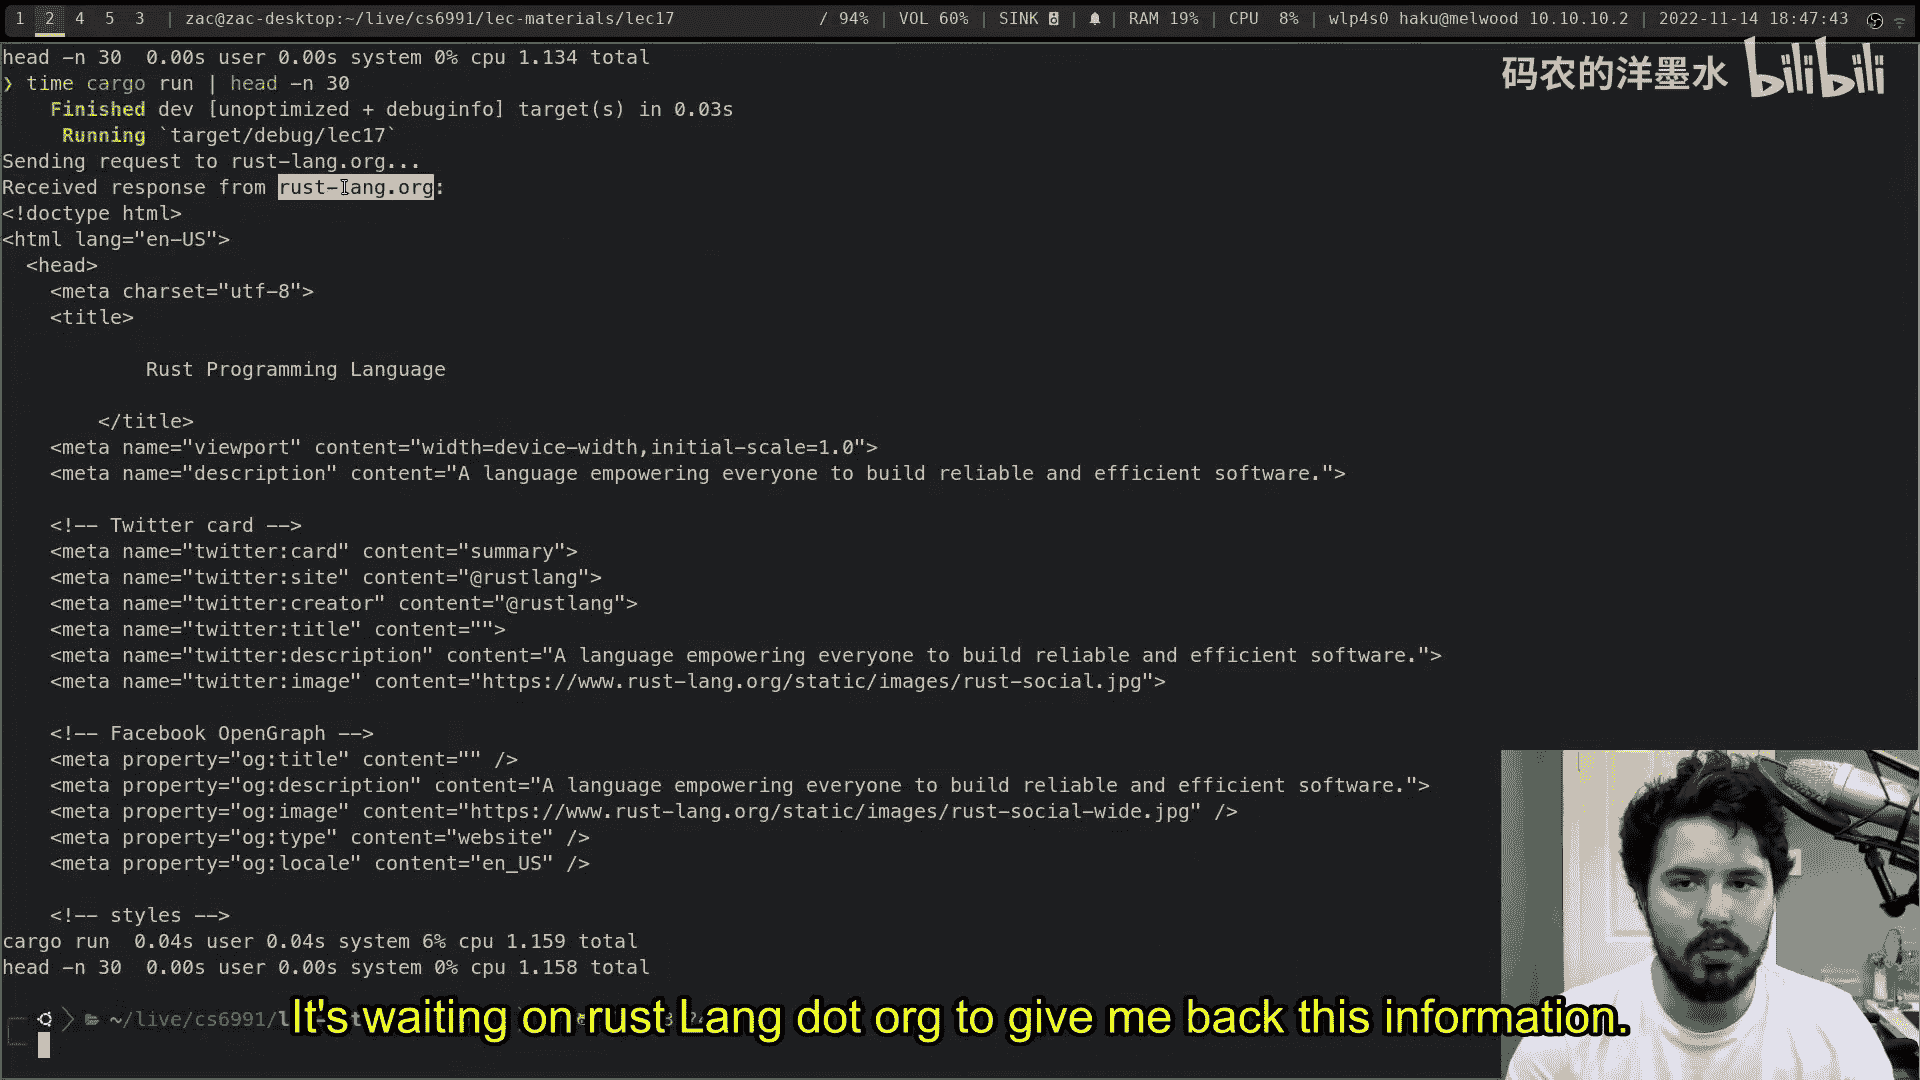 1 2 4 5 3 | zac@zac-desktop:~/live/cs6991/lec-materials/lec17
/ 94% | VOL 60% | SINK | | RAM 19% | CPU 8% | wlp4s0 haku@melwood 10.10.10.2 | 2022-11-14 18:47:43
码农的洋墨水 bilibili
head -n 30 0.00s user 0.00s system 0% cpu 1.134 total
❯ time cargo run | head -n 30
Finished dev [unoptimized + debuginfo] target(s) in 0.03s
Running `target/debug/lec17`
Sending request to rust-lang.org...
Received response from rust-lang.org:
<!doctype html>
<html lang="en-US">
<head>
<meta charset="utf-8">
<title>
Rust Programming Language
</title>
<meta name="viewport" content="width=device-width,initial-scale=1.0">
<meta name="description" content="A language empowering everyone to build reliable and efficient software.">
<!-- Twitter card -->
<meta name="twitter:card" content="summary">
<meta name="twitter:site" content="@rustlang">
<meta name="twitter:creator" content="@rustlang">
<meta name="twitter:title" content="">
<meta name="twitter:description" content="A language empowering everyone to build reliable and efficient software.">
<meta name="twitter:image" content="https://www.rust-lang.org/static/images/rust-social.jpg">
<!-- Facebook OpenGraph -->
<meta property="og:title" content="" />
<meta property="og:description" content="A language empowering everyone to build reliable and efficient software.">
<meta property="og:image" content="https://www.rust-lang.org/static/images/rust-social-wide.jpg" />
<meta property="og:type" content="website" />
<meta property="og:locale" content="en_US" />
<!-- styles -->
cargo run 0.04s user 0.04s system 6% cpu 1.159 total
head -n 30 0.00s user 0.00s system 0% cpu 1.158 total
~/live/cs6991/
It's waiting on rust Lang dot org to give me back this information.